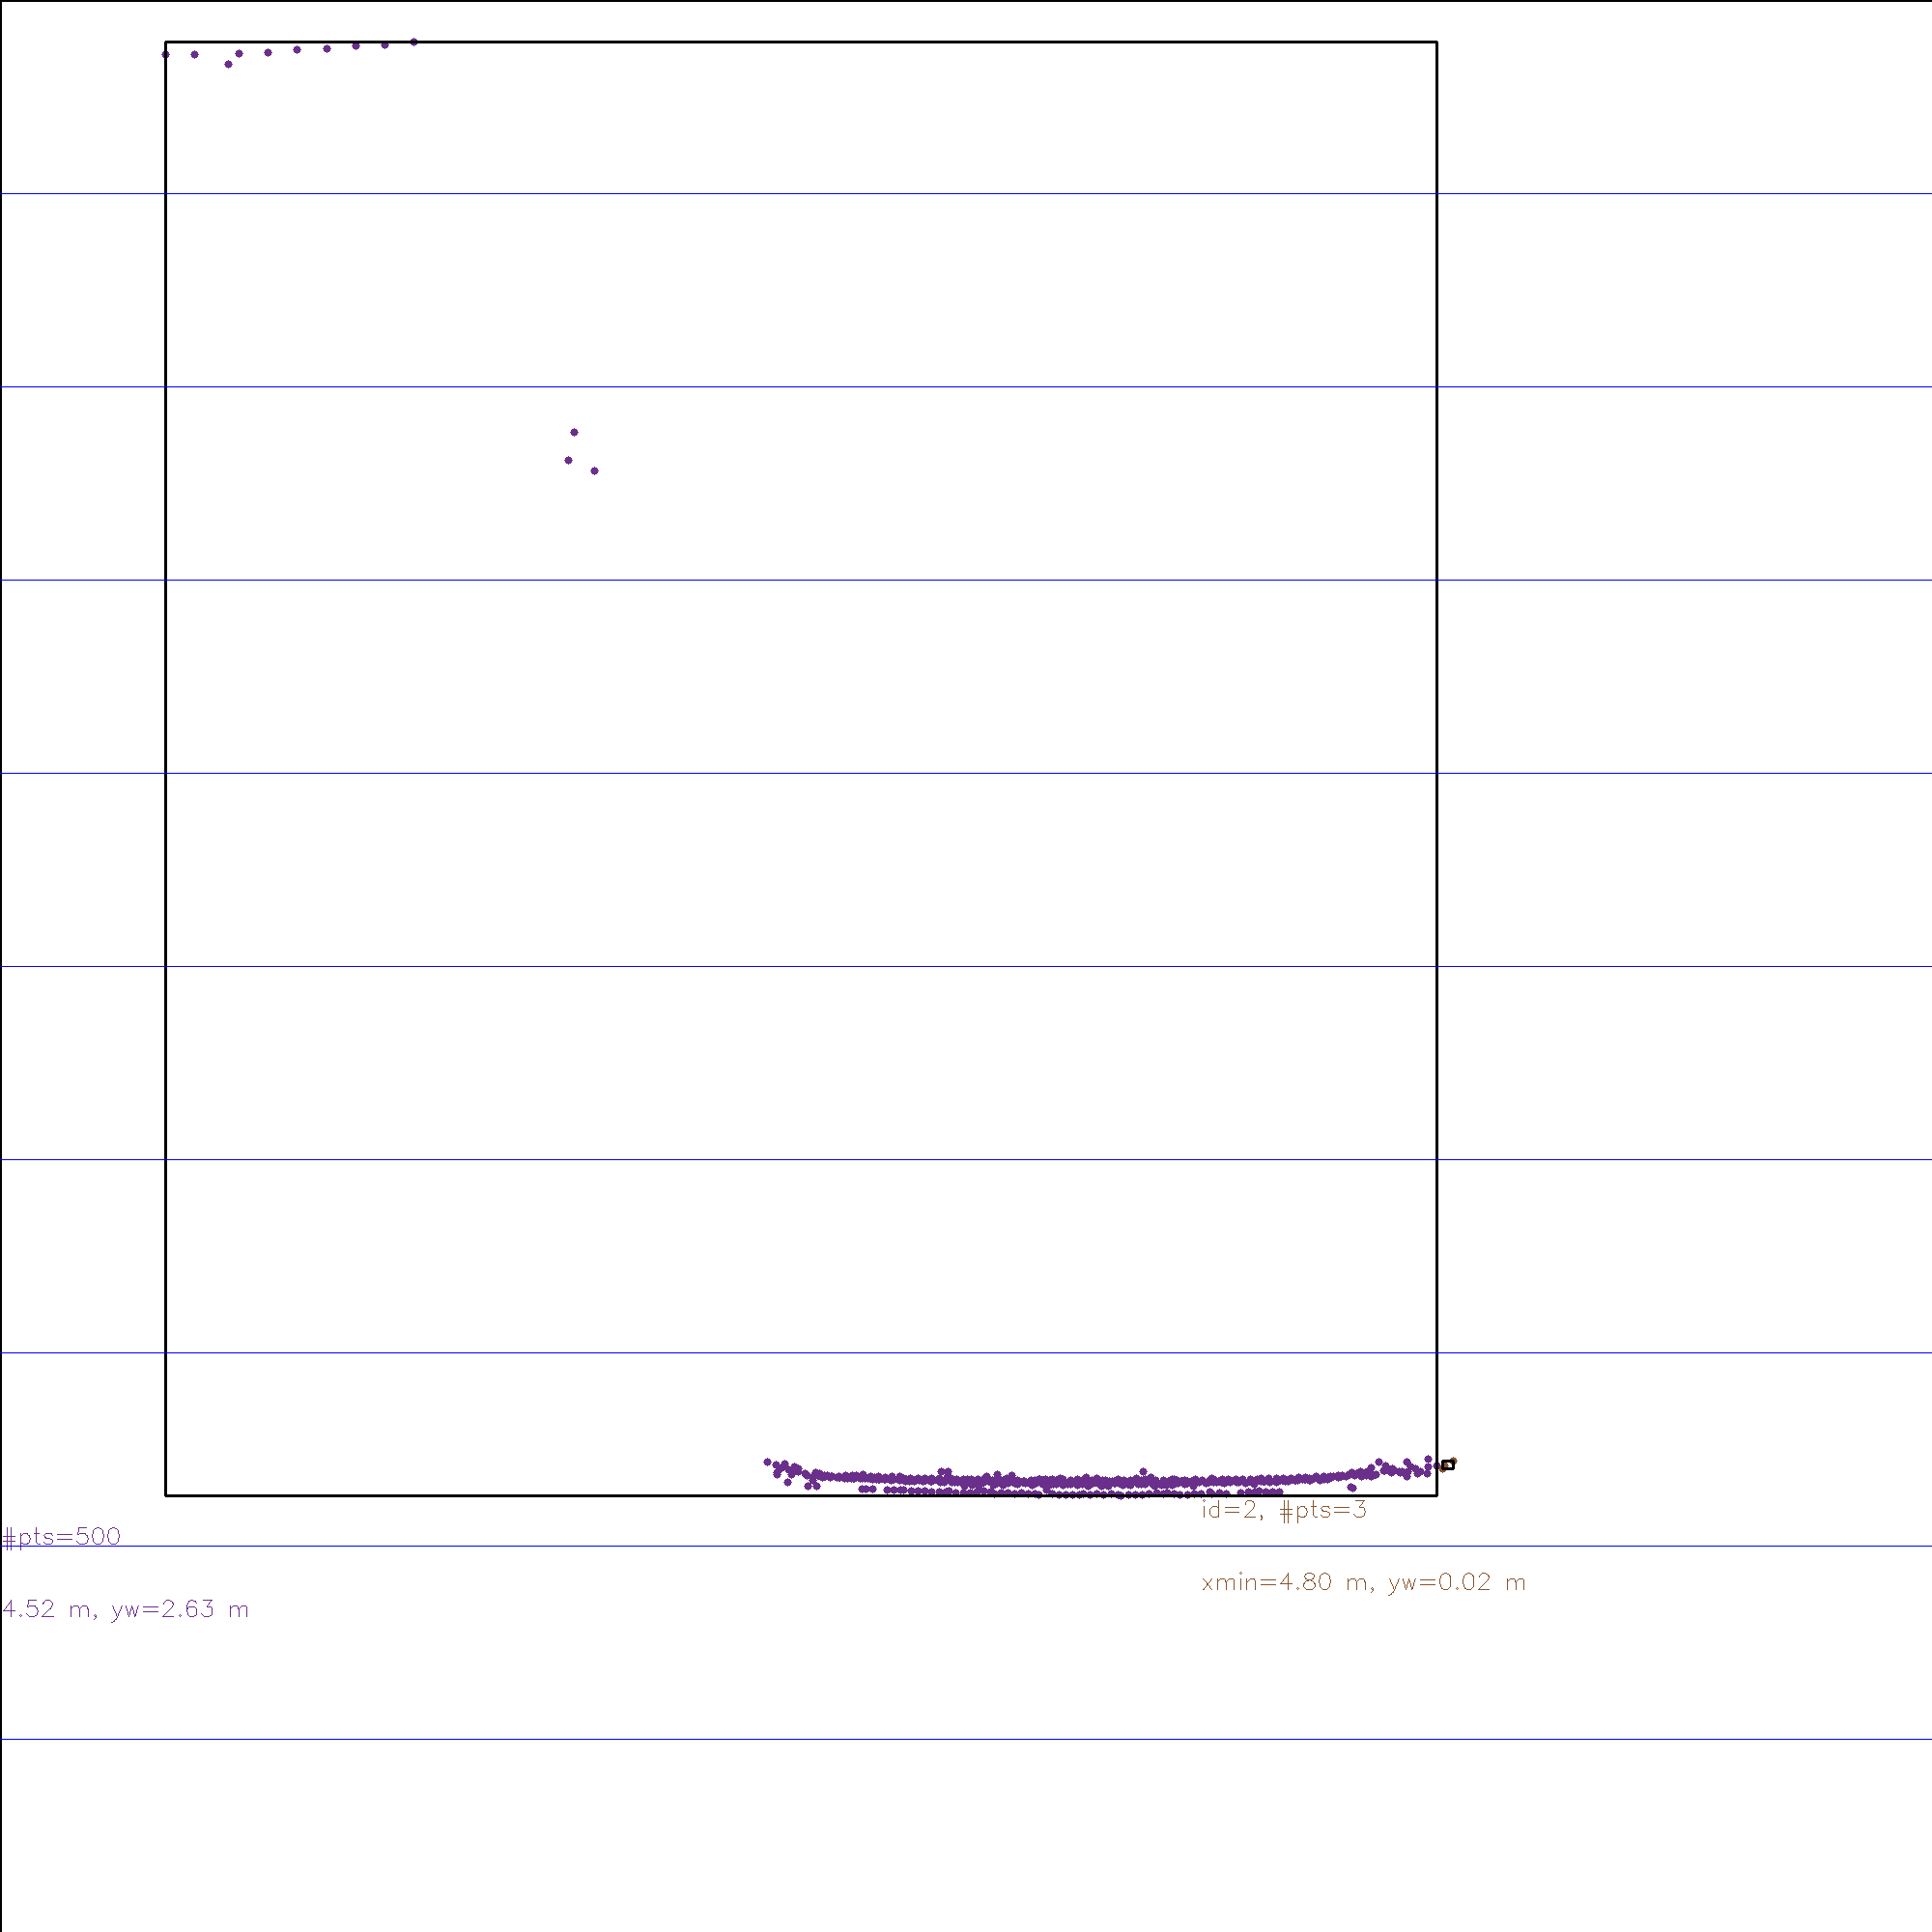 id=2, #pts=3
#pts=500
xmin=4.80 m, yw=0.02 m
4.52 m, yw=2.63 m